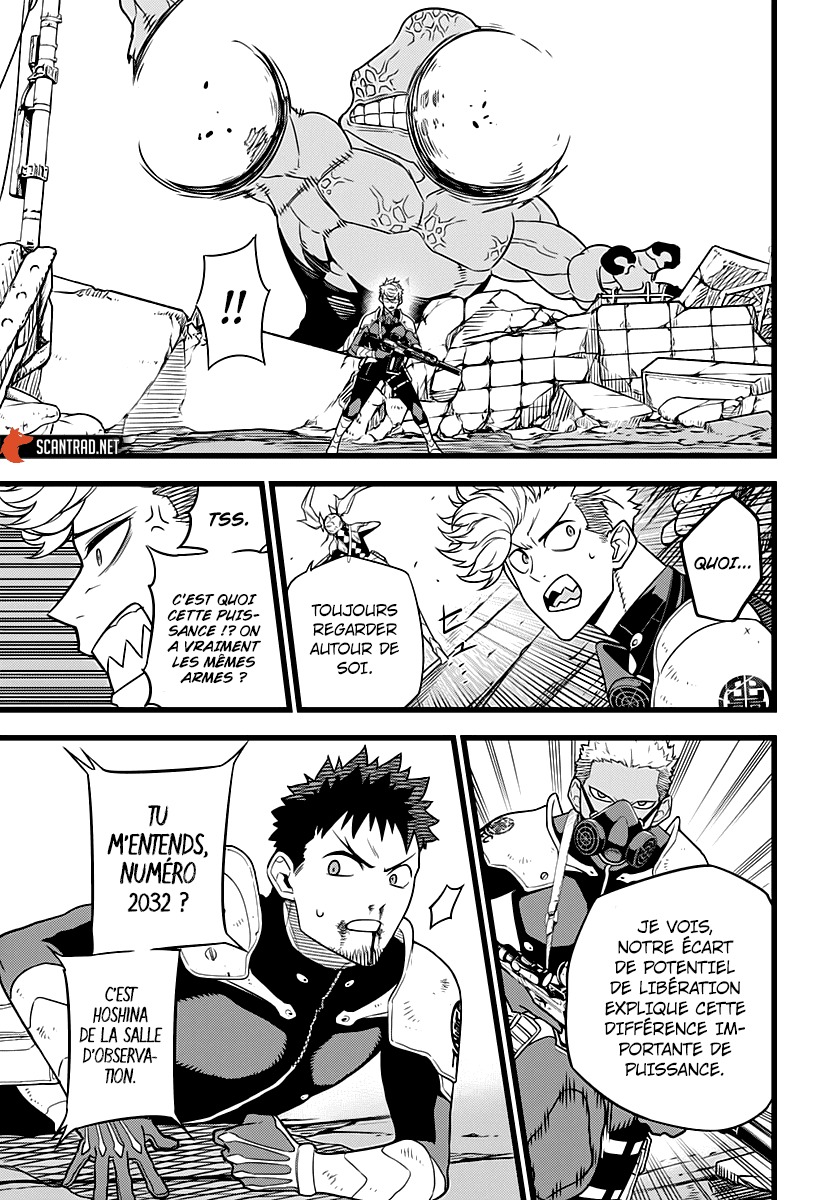 !!
SCANTRAD.NET
QUOI...
TOUJOURS
REGARDER
AUTOUR DE
SOI.
TSS.
C'EST QUOI
CETTE PUIS-
SANCE !? ON
A VRAIMENT
LES MÊMES
ARMES ?
JE VOIS,
NOTRE ÉCART
DE POTENTIEL
DE LIBÉRATION
EXPLIQUE CETTE
DIFFÉRENCE IM-
PORTANTE DE
PUISSANCE.
TU
M'ENTENDS,
NUMÉRO
2032 ?
C'EST
HOSHINA
DE LA SALLE
D'OBSERVA-
TION.